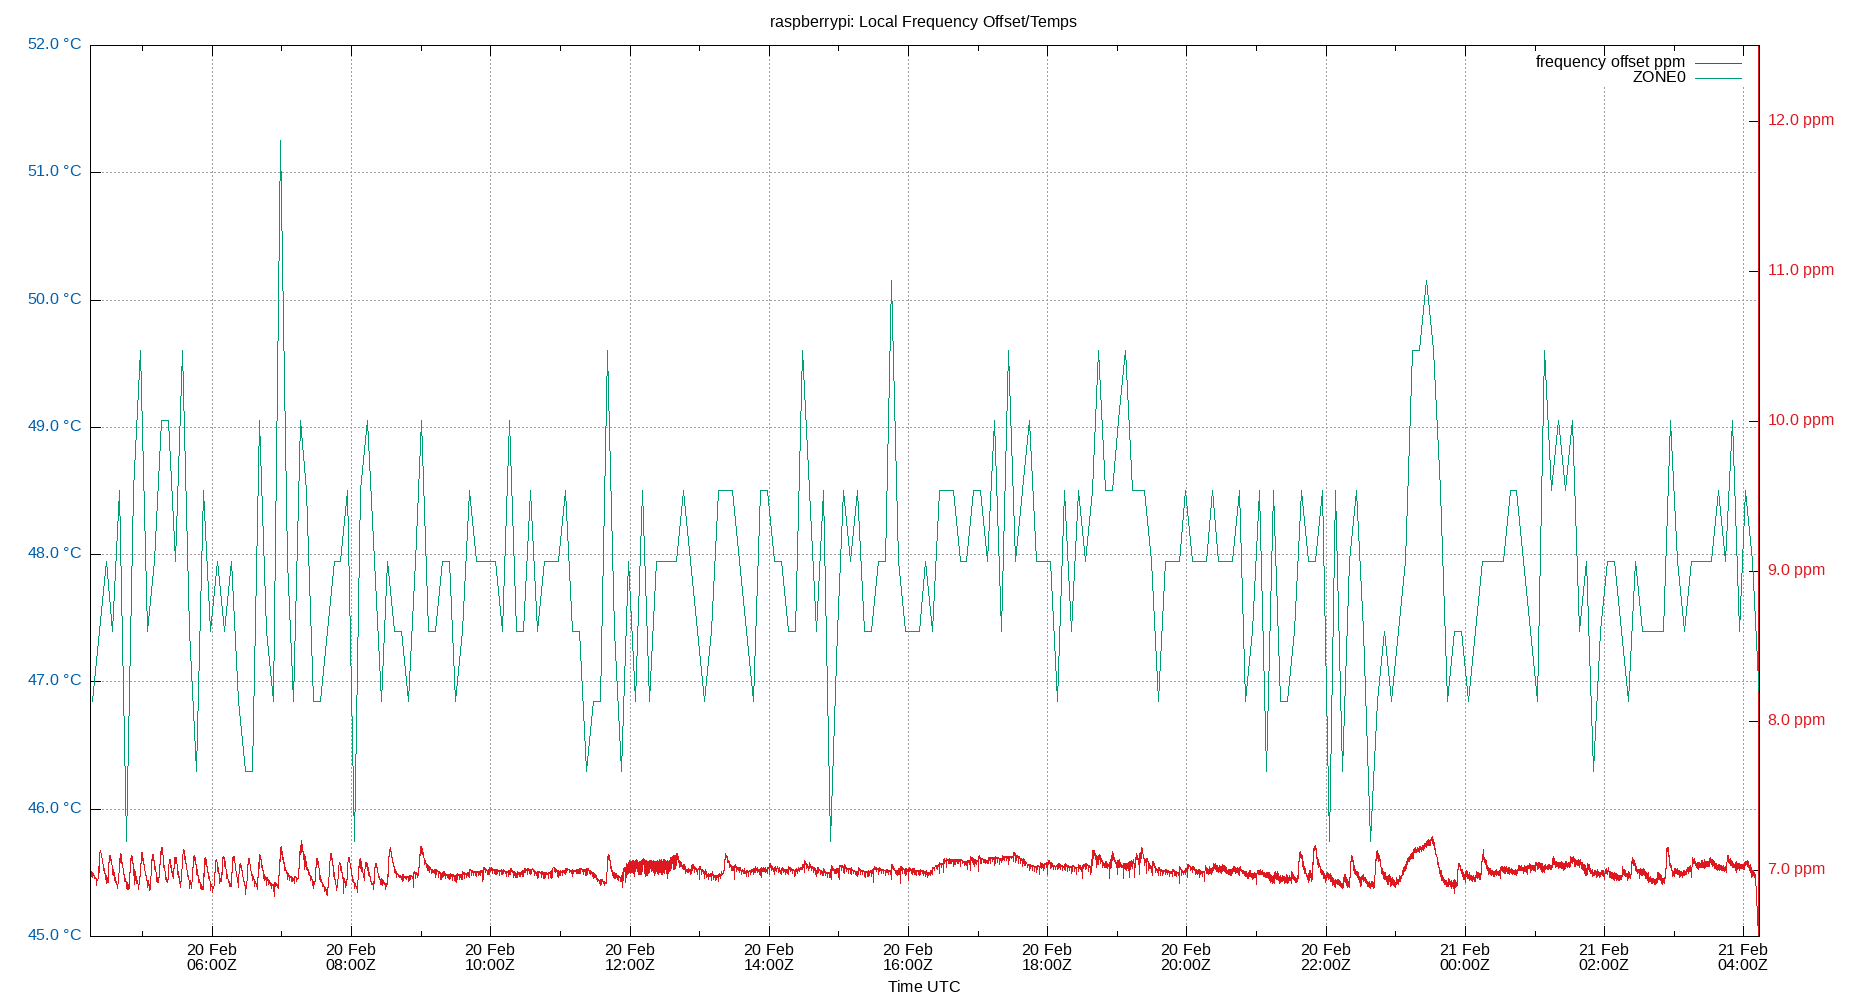 raspberrypi: Local Frequency Offset/Temps
52.0 °C
51.0 °C
50.0 °C
49.0 °C
48.0 °C
47.0 °C
46.0 °C
45.0 °C
frequency offset ppm
ZONE0
12.0 ppm
11.0 ppm
10.0 ppm
9.0 ppm
8.0 ppm
7.0 ppm
20 Feb
06:00Z
20 Feb
08:00Z
20 Feb
10:00Z
20 Feb
12:00Z
20 Feb
14:00Z
20 Feb
16:00Z
20 Feb
18:00Z
20 Feb
20:00Z
20 Feb
22:00Z
21 Feb
00:00Z
21 Feb
02:00Z
21 Feb
04:00Z
Time UTC